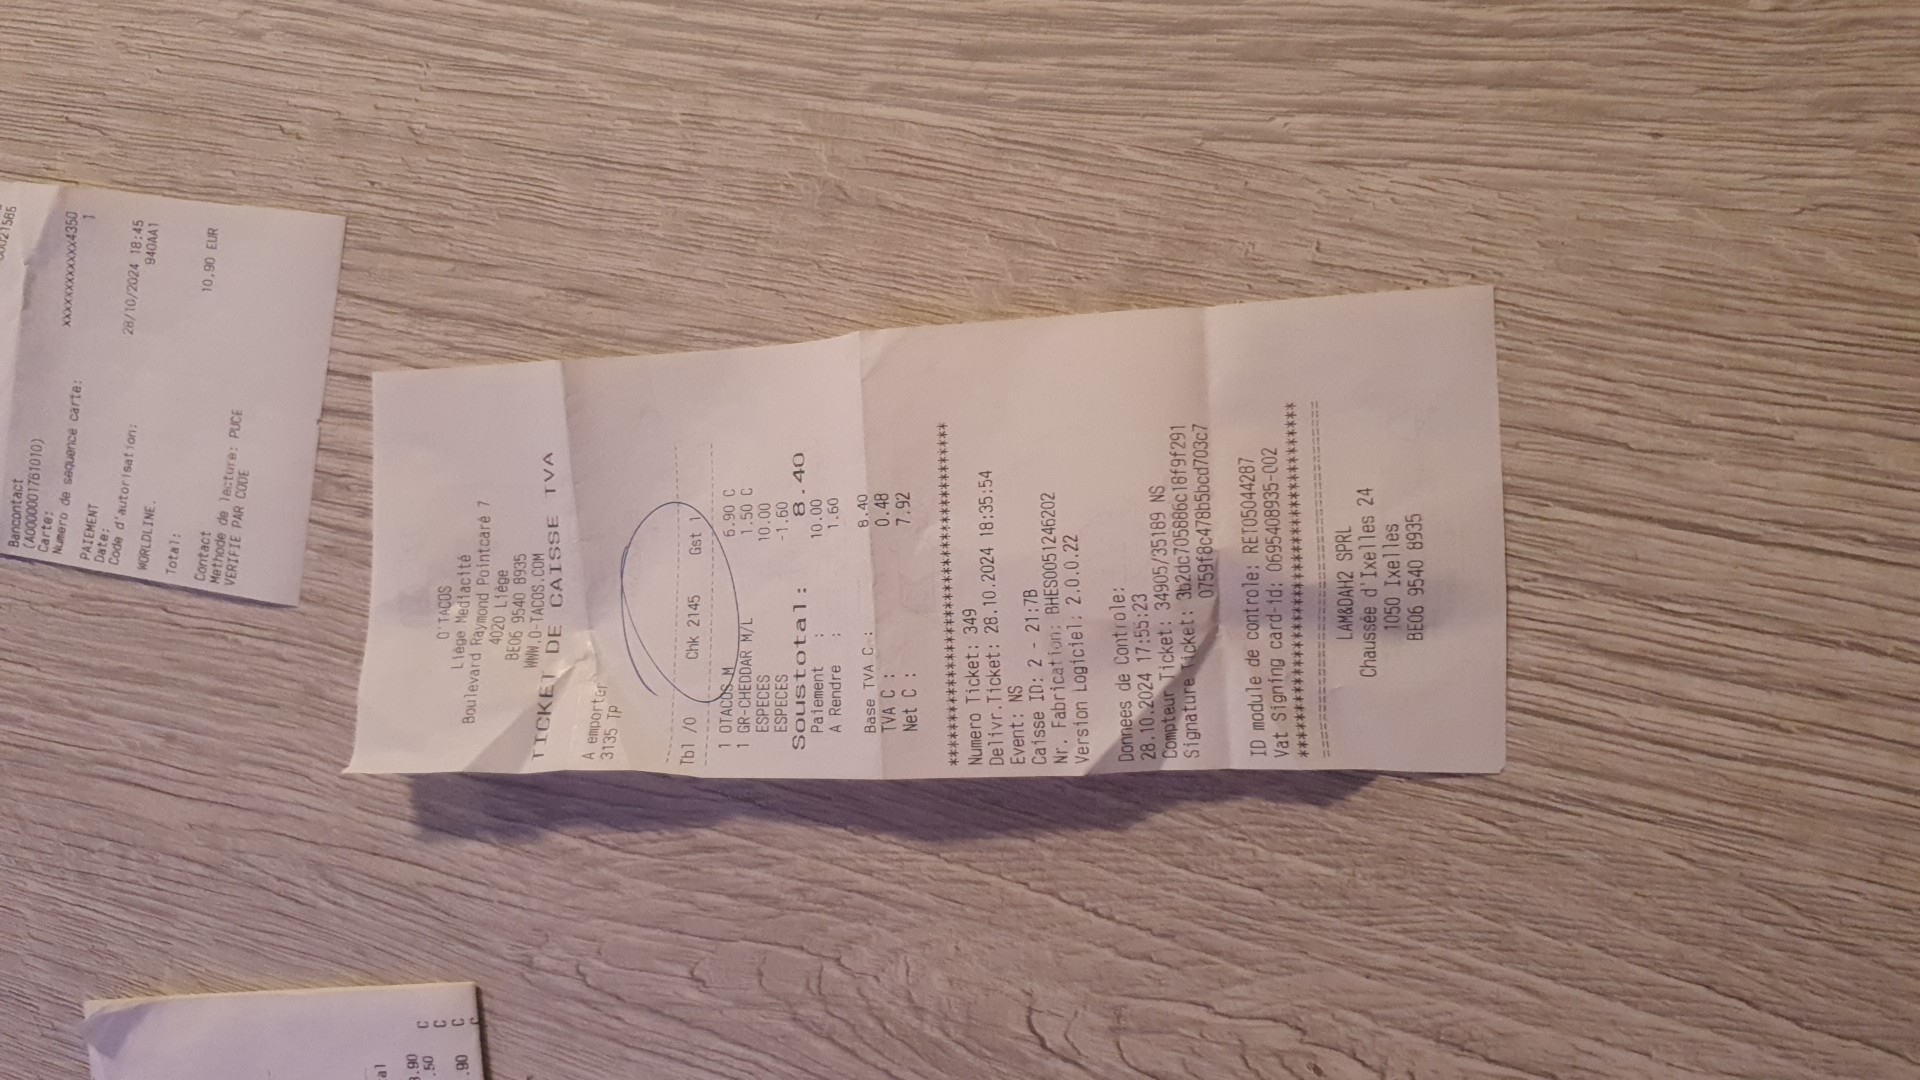 00021585
Bancontact
(A0000001761010)
Carte: xxxxxxxxxxxxx4350
Numero de sequence carte: 1
PAIEMENT
Date: 28/10/2024 18:45
Code d'autorisation: 940AA1
WORLDLINE.
Total: 10.90 EUR
Contact
Methode de lecture: PUCE
VERIFIE PAR CODE
O'TACOS
Liège Mediacité
Boulevard Raymond Pointcaré 7
4020 Liège
BE06 9540 8935
WWW.O-TACOS.COM
TICKET DE CAISSE TVA
A emporter
3135 Tp
Tbl /0 Chk 2145 Gst 1
1 OTACOS M 6.90 C
1 GR-CHEDDAR M/L 1.50 C
ESPECES 10.00
ESPECES -1.60
Soustotal: 8.40
Paiement : 10.00
A Rendre : 1.60
Base TVA C : 8.40
TVA C : 0.48
Net C : 7.92
****************************************
Numero Ticket: 349
Delivr.Ticket: 28.10.2024 18:35:54
Event: NS
Caisse ID: 2 - 21:7B
Nr. Fabrication: BHES0051246202
Version Logiciel: 2.0.0.22
Donnees de Controle:
28.10.2024 17:55:23
Compteur Ticket: 34905/35189 NS
Signature Ticket: 3b2dc705886c18f9f291
0759f8c478b5bcd703c7
ID module de controle: RET05044287
Vat Signing card-id: 0695408935-002
****************************************
========================================
LAM&DAH2 SPRL
Chaussée d'Ixelles 24
1050 Ixelles
BE06 9540 8935
al
.90 C
.50 C
.90 C
C